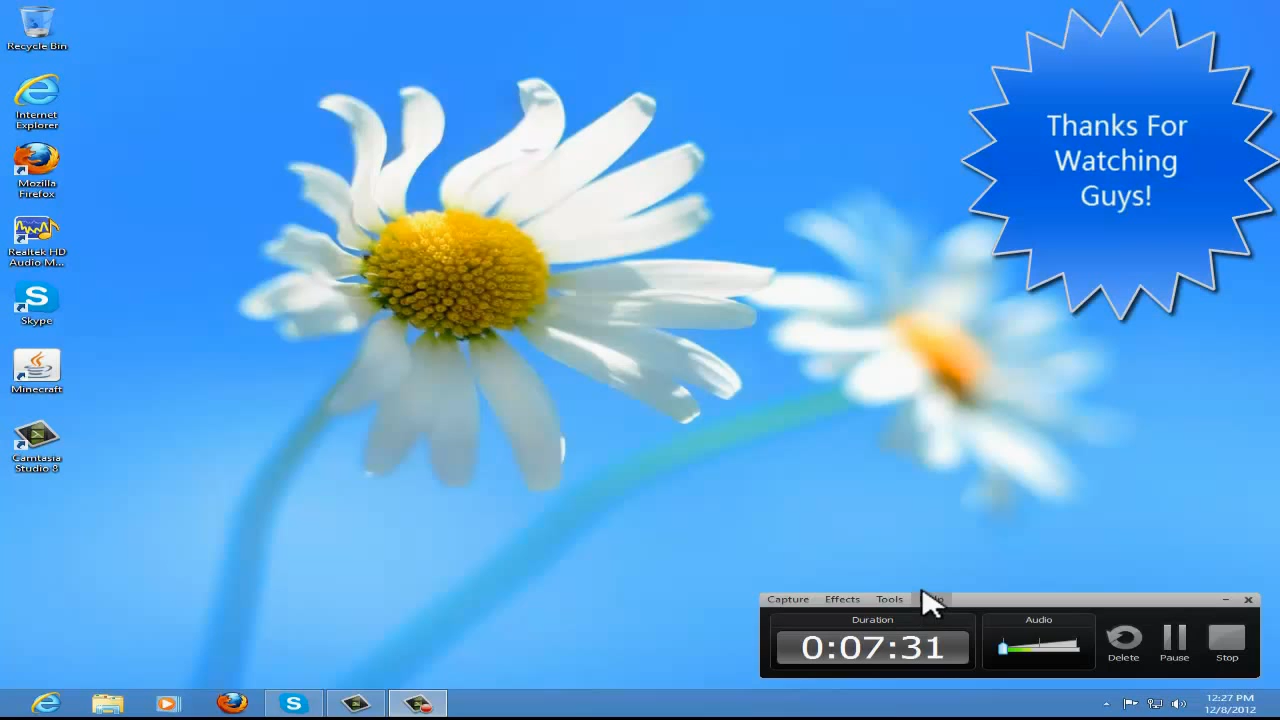 Recycle Bin
Internet
Explorer
Mozilla
Firefox
Realtek HD
Audio M...
Skype
Minecraft
Camtasia
Studio 8
Thanks For
Watching
Guys!
Capture Effects Tools
Duration
0:07:31
Audio
Delete Pause Stop
12:27 PM
12/8/2012